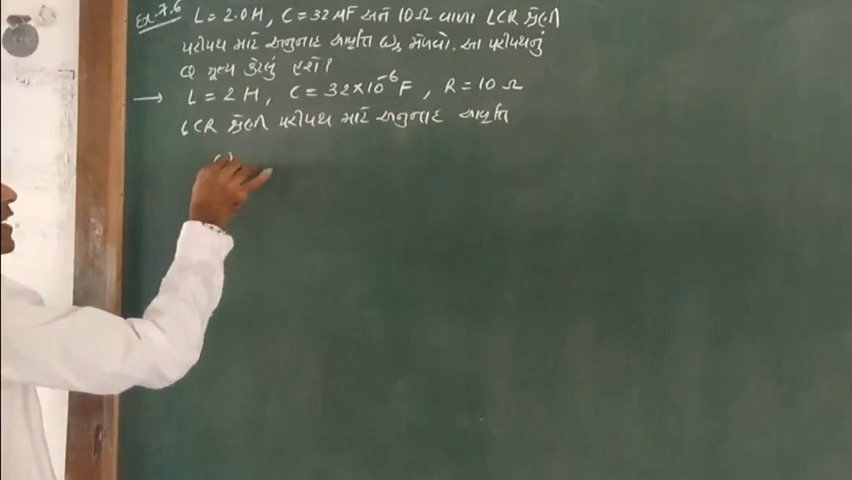 Ex.7.6 L = 2.0 H, C = 32 μF અને 10 Ω વાળા LCR શ્રેણી
પરીપથ માટે અનુનાદ આવૃત્તિ ωr મેળવો. આ પરીપથનું
Q મૂલ્ય કેટલું હશે?
→ L = 2 H, C = 32×10⁻⁶ F, R = 10 Ω
LCR શ્રેણી પરીપથ માટે અનુનાદ આવૃત્તિ